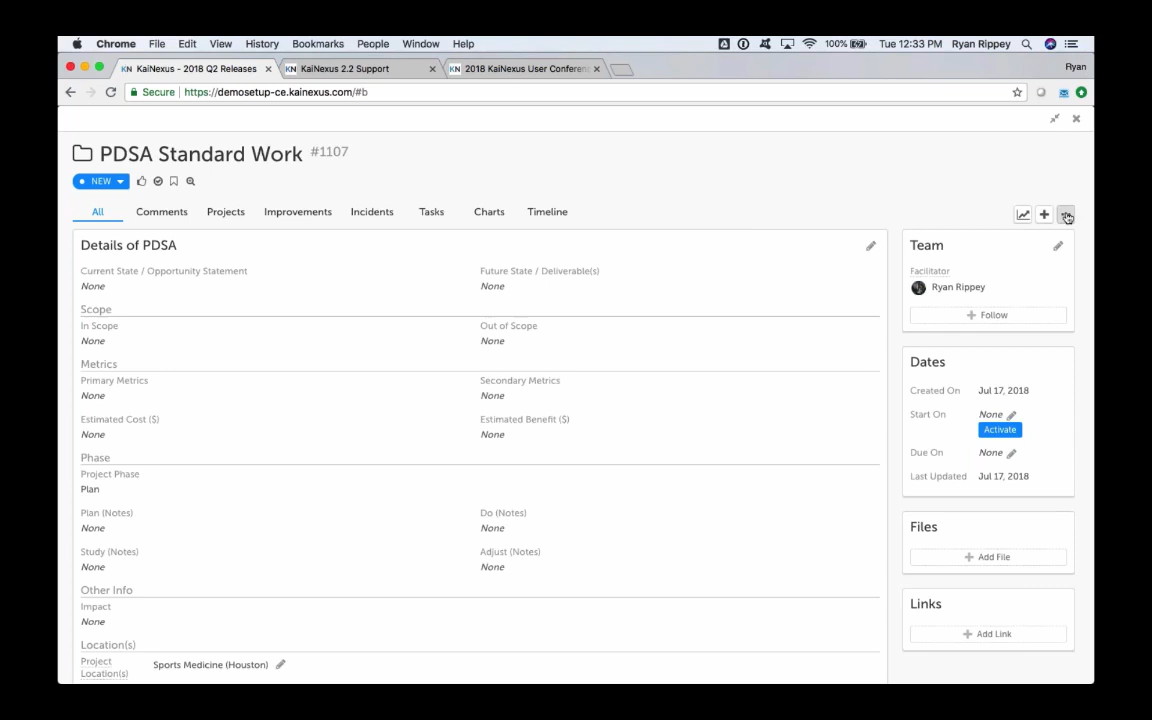 Chrome File Edit View History Bookmarks People Window Help 100% Tue 12:33 PM Ryan Rippey
KN KaiNexus - 2018 Q2 Releases × KN KaiNexus 2.2 Support × KN 2018 KaiNexus User Conferen × Ryan
Secure | https://demosetup-ce.kainexus.com/#b
PDSA Standard Work #1107
NEW
All Comments Projects Improvements Incidents Tasks Charts Timeline
Details of PDSA
Current State / Opportunity Statement Future State / Deliverable(s)
None None
Scope
In Scope Out of Scope
None None
Metrics
Primary Metrics Secondary Metrics
None None
Estimated Cost ($) Estimated Benefit ($)
None None
Phase
Project Phase
Plan
Plan (Notes) Do (Notes)
None None
Study (Notes) Adjust (Notes)
None None
Other Info
Impact
None
Location(s)
Project Location(s) Sports Medicine (Houston)
Team
Facilitator
Ryan Rippey
+ Follow
Dates
Created On Jul 17, 2018
Start On None
Activate
Due On None
Last Updated Jul 17, 2018
Files
+ Add File
Links
+ Add Link